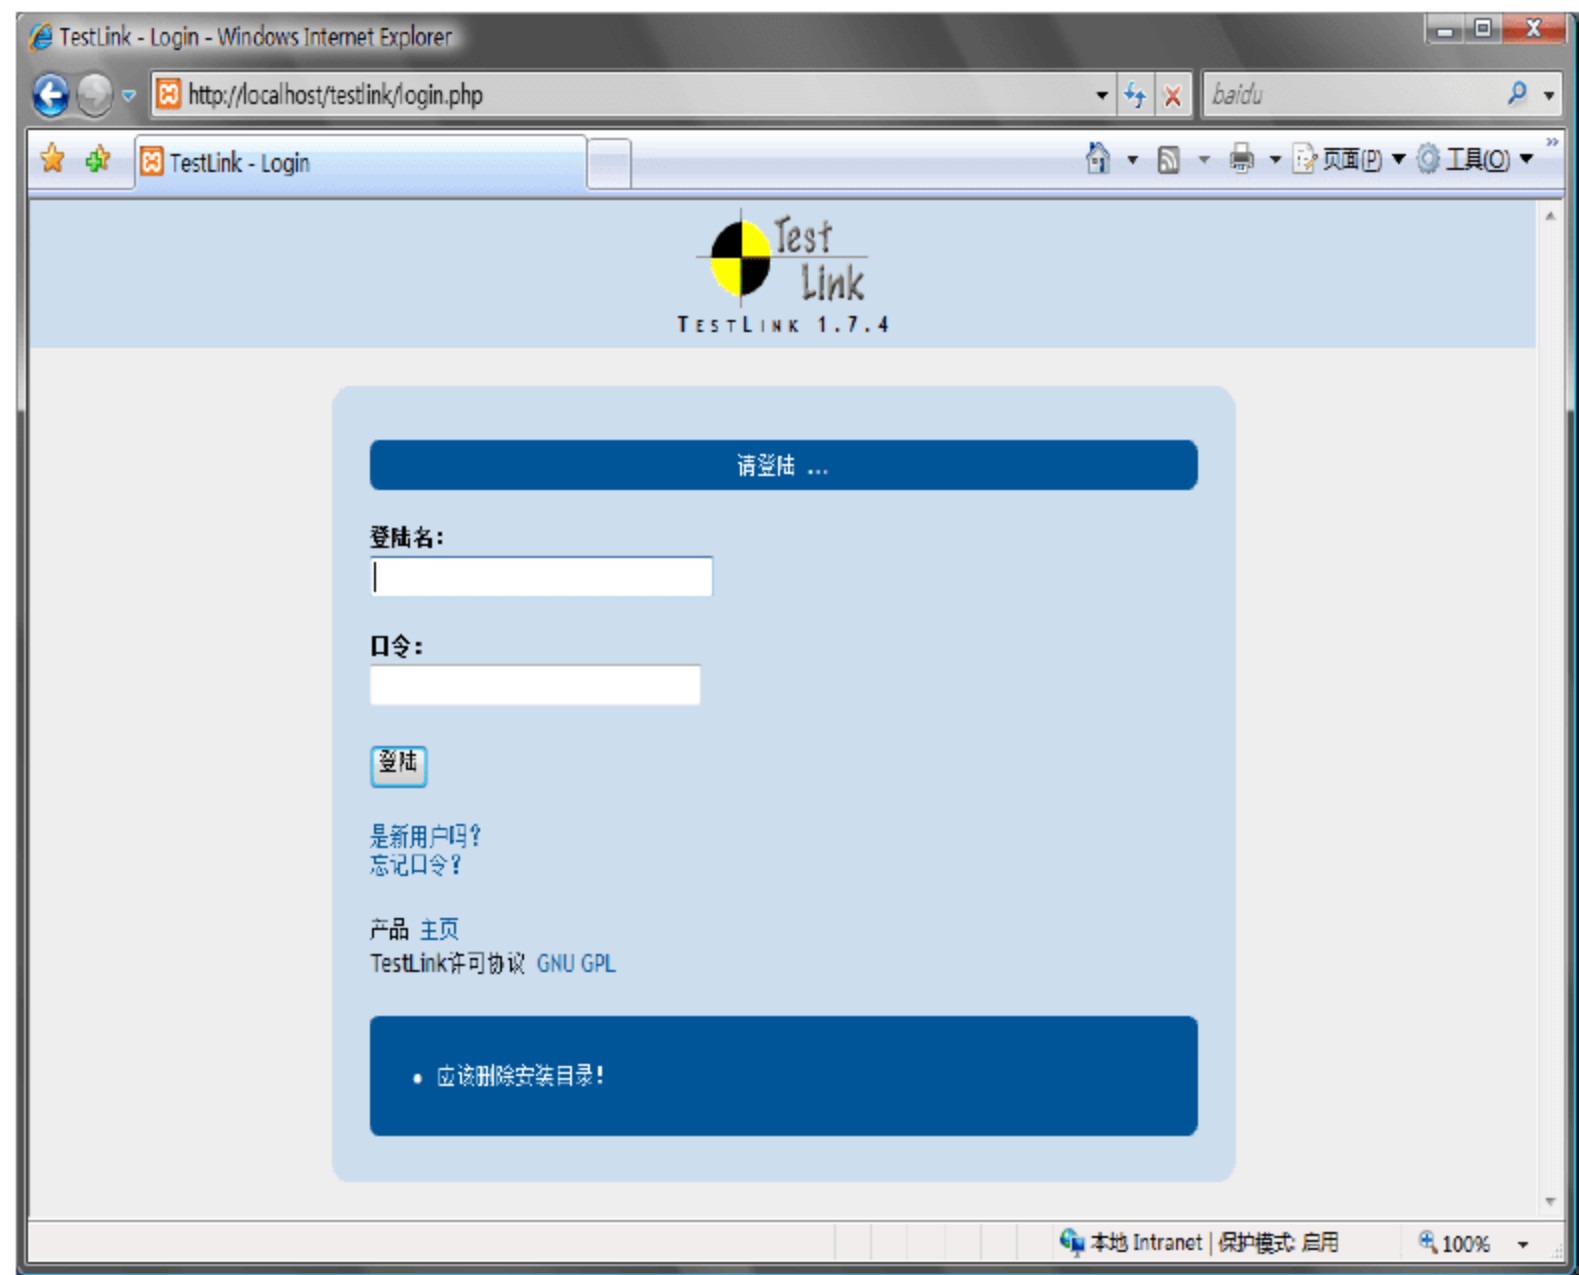 TestLink - Login - Windows Internet Explorer
http://localhost/testlink/login.php
baidu
TestLink - Login
页面(P)
工具(O)
Test
Link
TESTLINK 1.7.4
请登陆 ...
登陆名:
口令:
登陆
是新用户吗?
忘记口令?
产品 主页
TestLink许可协议 GNU GPL
• 应该删除安装目录!
本地 Intranet | 保护模式: 启用
100%